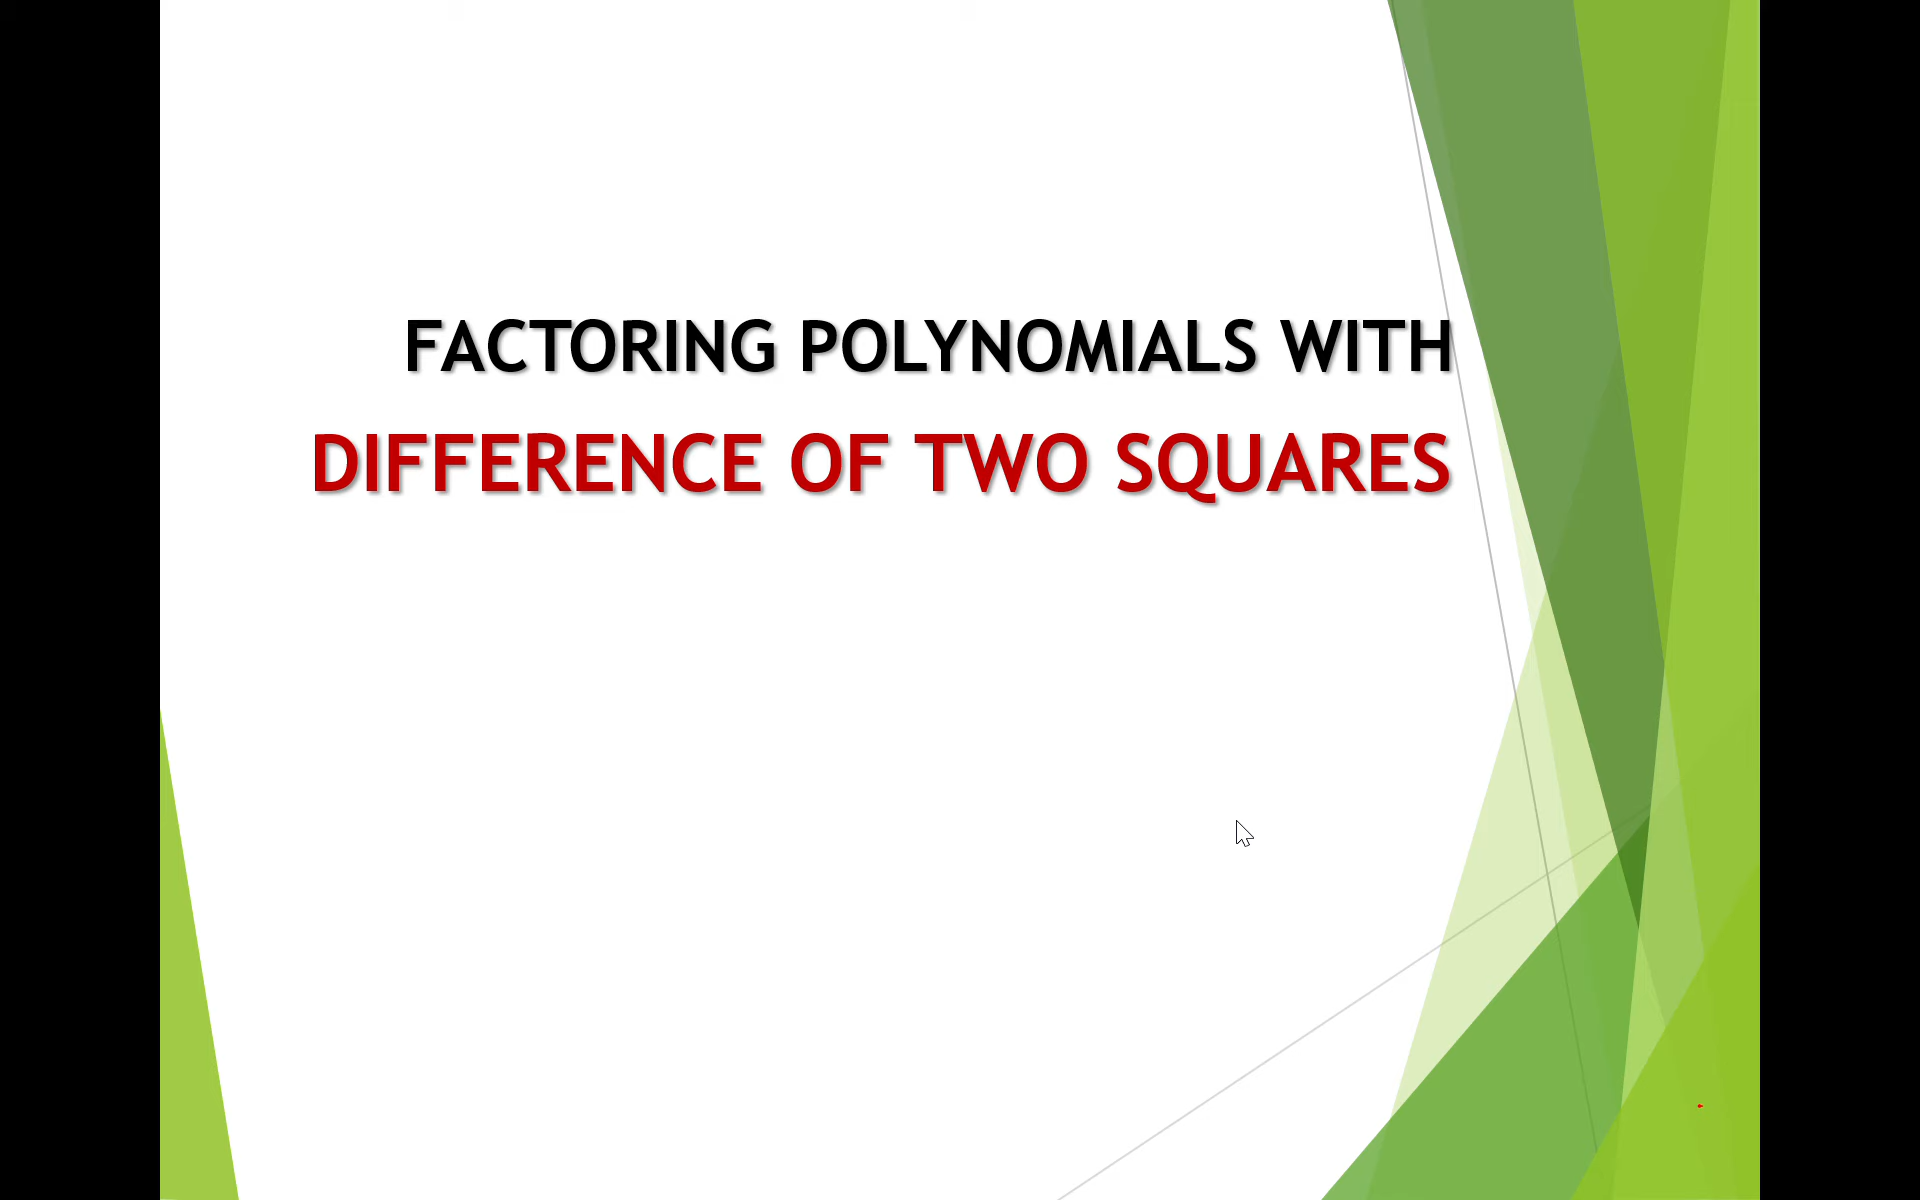 FACTORING POLYNOMIALS WITH
DIFFERENCE OF TWO SQUARES